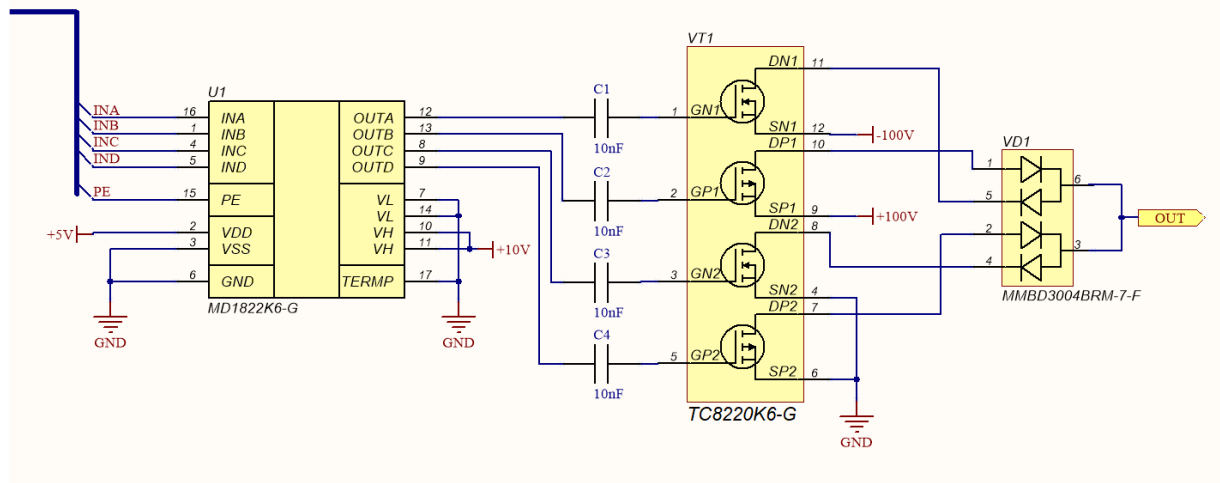 INA
INB
INC
IND
PE
+5V
GND
U1
16
1
4
5
15
2
3
6
INA
INB
INC
IND
PE
VDD
VSS
GND
OUTA
OUTB
OUTC
OUTD
VL
VL
VH
VH
TERMP
12
13
8
9
7
14
10
11
17
MD1822K6-G
+10V
GND
C1
10nF
C2
10nF
C3
10nF
C4
10nF
VT1
1
2
3
5
GN1
GP1
GN2
GP2
DN1
SN1
DP1
SP1
DN2
SN2
DP2
SP2
11
12
10
9
8
4
7
6
TC8220K6-G
-100V
+100V
GND
VD1
1
5
2
4
6
3
MMBD3004BRM-7-F
OUT